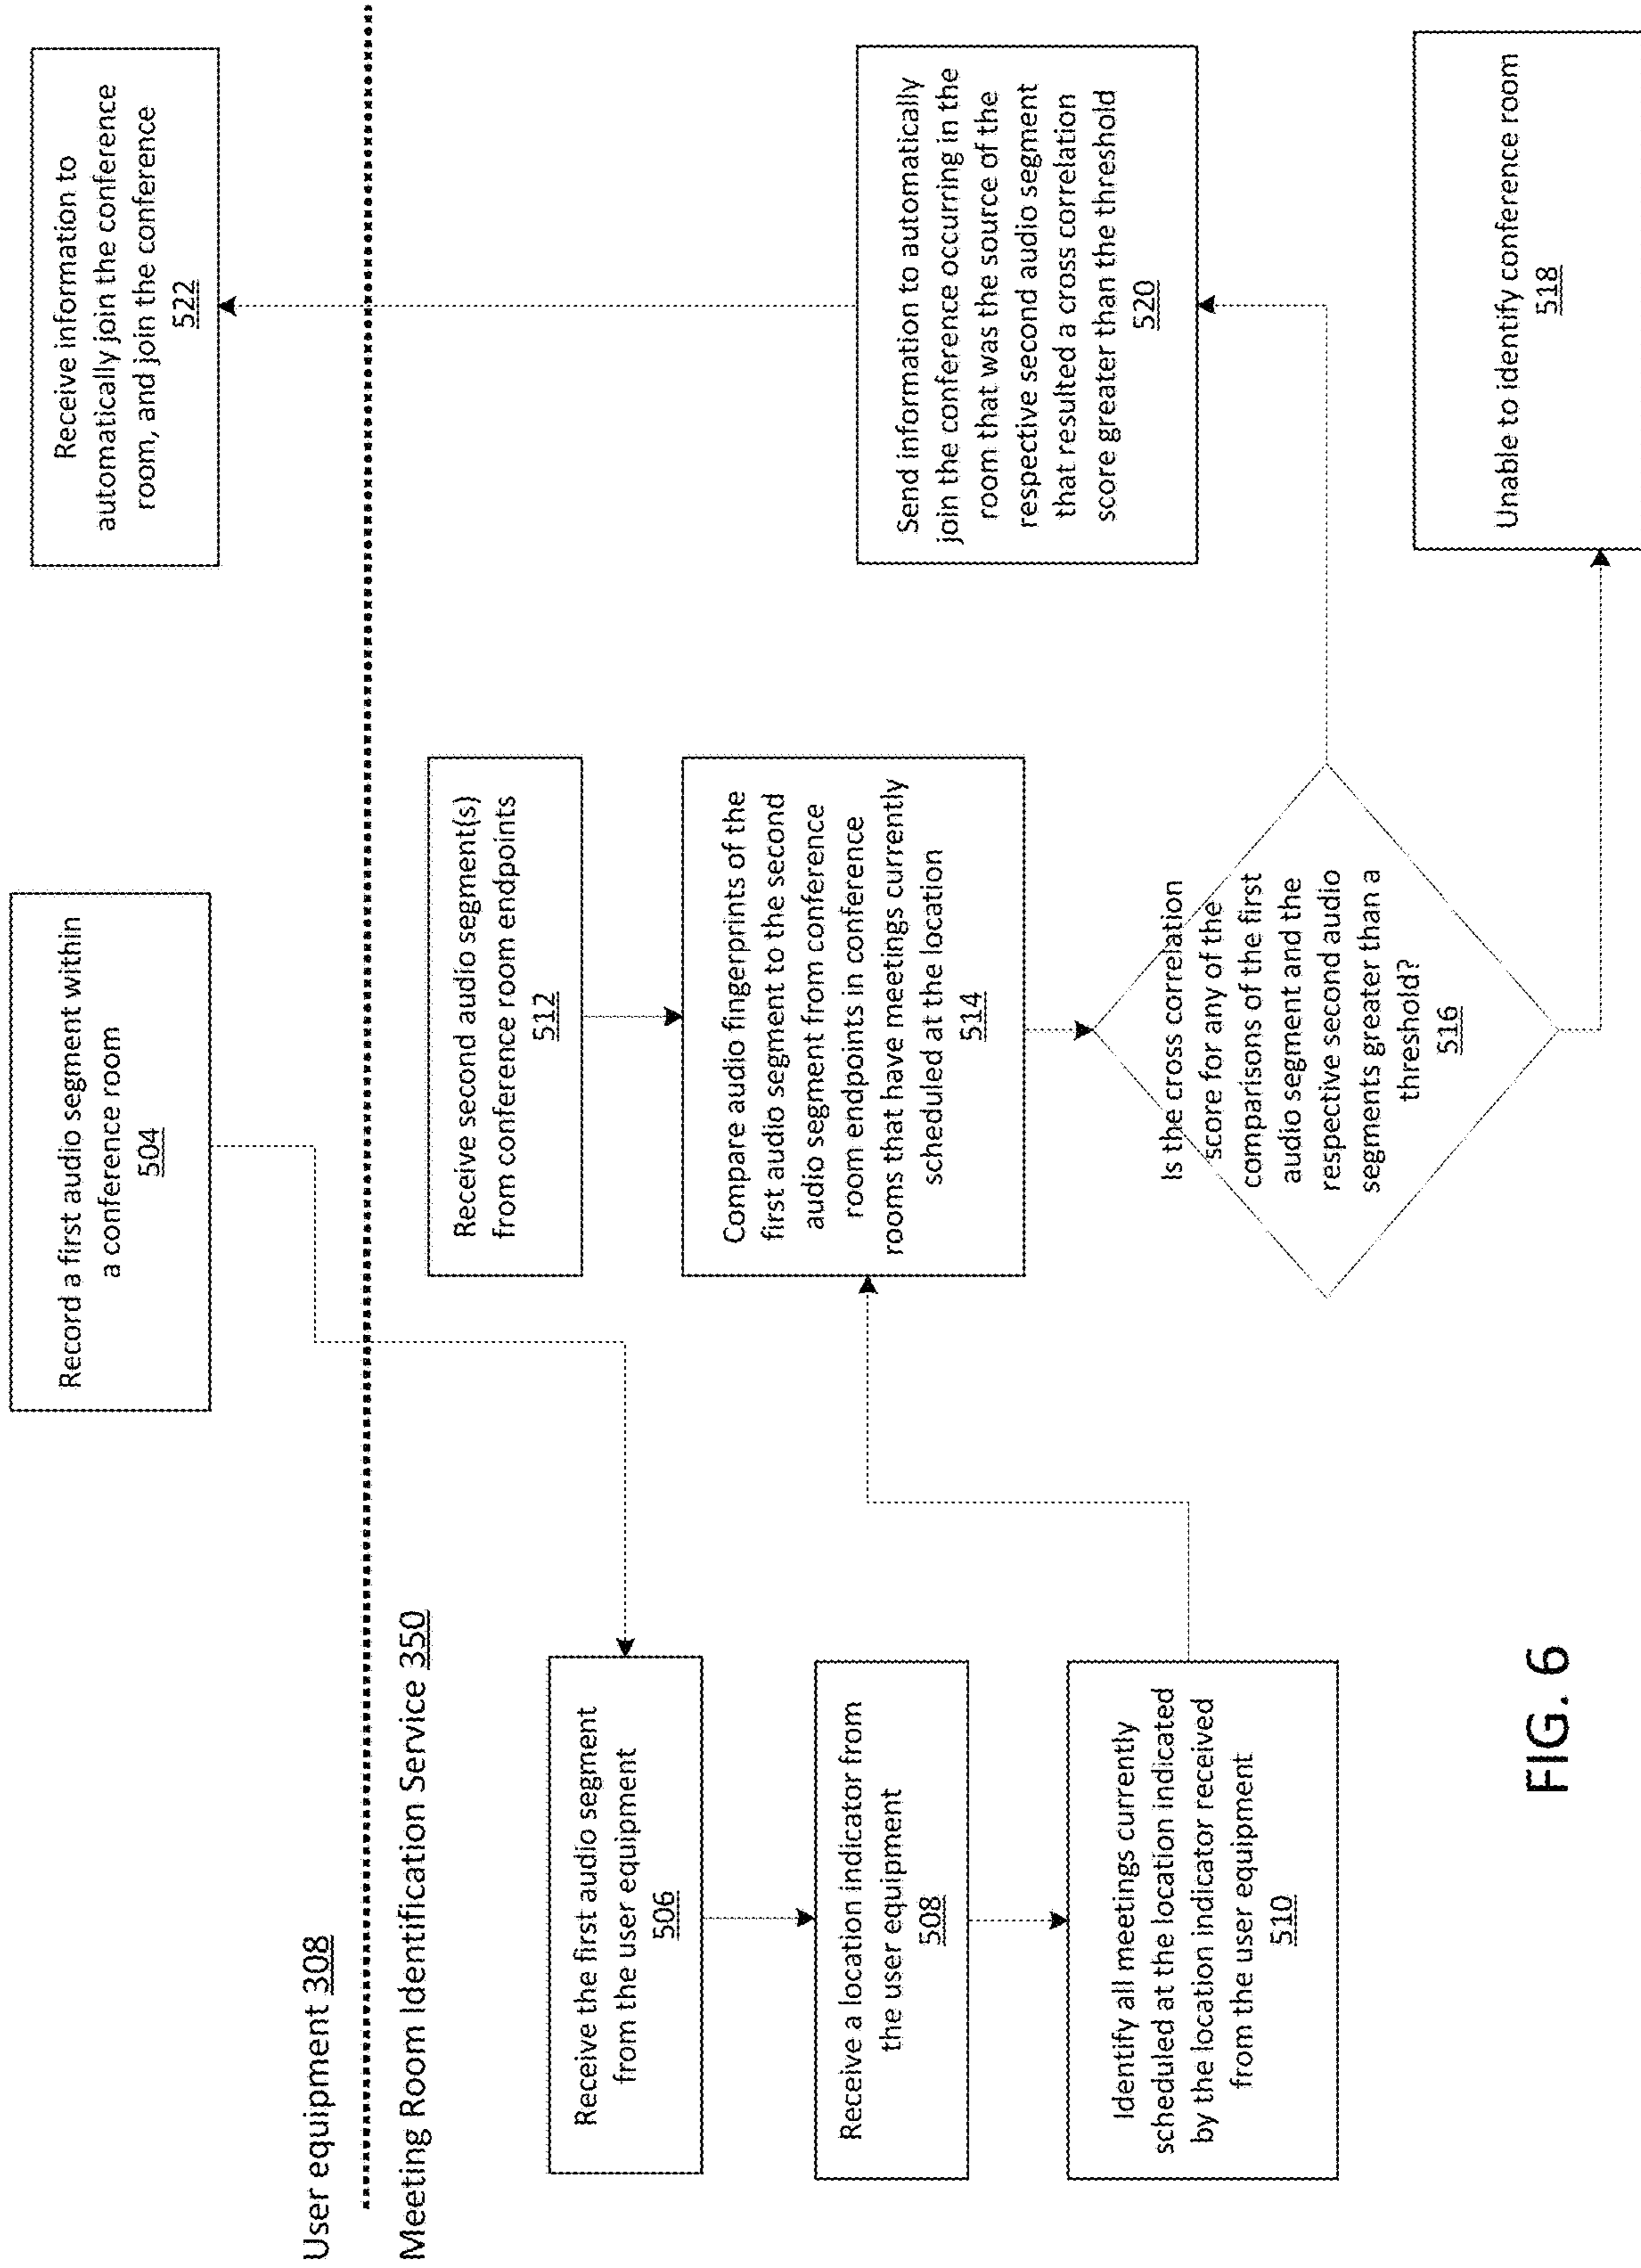 User equipment 308
Record a first audio segment within
a conference room
504
Receive information to
automatically join the conference
room, and join the conference
522
Meeting Room Identification Service 350
Receive the first audio segment
from the user equipment
506
Receive a location indicator from
the user equipment
508
Identify all meetings currently
scheduled at the location indicated
by the location indicator received
from the user equipment
510
Receive second audio segment(s)
from conference room endpoints
512
Compare audio fingerprints of the
first audio segment to the second
audio segment from conference
room endpoints in conference
rooms that have meetings currently
scheduled at the location
514
Is the cross correlation
score for any of the
comparisons of the first
audio segment and the
respective second audio
segments greater than a
threshold?
516
Send information to automatically
join the conference occurring in the
room that was the source of the
respective second audio segment
that resulted a cross correlation
score greater than the threshold
520
Unable to identify conference room
518
FIG. 6